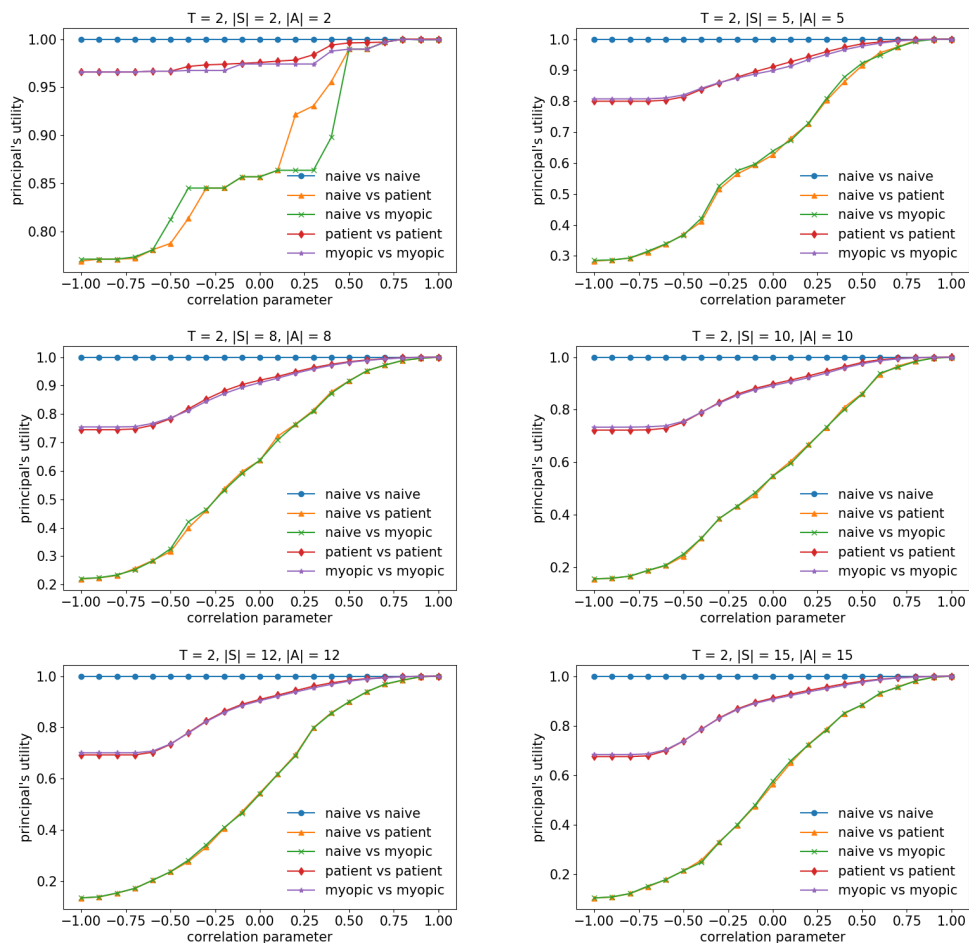 T = 2, |S| = 2, |A| = 2
principal's utility
1.00
0.95
0.90
0.85
0.80
naive vs naive
naive vs patient
naive vs myopic
patient vs patient
myopic vs myopic
−1.00 −0.75 −0.50 −0.25 0.00 0.25 0.50 0.75 1.00
correlation parameter
T = 2, |S| = 5, |A| = 5
principal's utility
1.0
0.9
0.8
0.7
0.6
0.5
0.4
0.3
naive vs naive
naive vs patient
naive vs myopic
patient vs patient
myopic vs myopic
−1.00 −0.75 −0.50 −0.25 0.00 0.25 0.50 0.75 1.00
correlation parameter
T = 2, |S| = 8, |A| = 8
principal's utility
1.0
0.9
0.8
0.7
0.6
0.5
0.4
0.3
0.2
naive vs naive
naive vs patient
naive vs myopic
patient vs patient
myopic vs myopic
−1.00 −0.75 −0.50 −0.25 0.00 0.25 0.50 0.75 1.00
correlation parameter
T = 2, |S| = 10, |A| = 10
principal's utility
1.0
0.8
0.6
0.4
0.2
naive vs naive
naive vs patient
naive vs myopic
patient vs patient
myopic vs myopic
−1.00 −0.75 −0.50 −0.25 0.00 0.25 0.50 0.75 1.00
correlation parameter
T = 2, |S| = 12, |A| = 12
principal's utility
1.0
0.8
0.6
0.4
0.2
naive vs naive
naive vs patient
naive vs myopic
patient vs patient
myopic vs myopic
−1.00 −0.75 −0.50 −0.25 0.00 0.25 0.50 0.75 1.00
correlation parameter
T = 2, |S| = 15, |A| = 15
principal's utility
1.0
0.8
0.6
0.4
0.2
naive vs naive
naive vs patient
naive vs myopic
patient vs patient
myopic vs myopic
−1.00 −0.75 −0.50 −0.25 0.00 0.25 0.50 0.75 1.00
correlation parameter